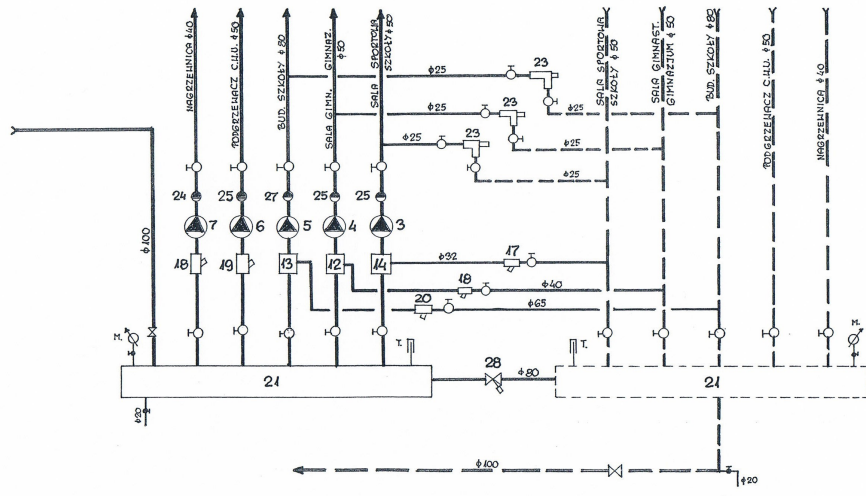 NAGRZEWNICA ϕ40
PODGRZEWACZ C.W.U. ϕ50
BUD. SZKOŁY ϕ80
SALA GIMN. GIMNAZ.
ϕ50
SALA SPORTOWA
SZKOŁY ϕ50
SALA SPORTOWA
SZKOŁY ϕ50
SALA GIMNAST.
GIMNAZJUM ϕ50
BUD. SZKOŁY ϕ80
PODGRZEWACZ C.W.U. ϕ50
NAGRZEWNICA ϕ40
ϕ25
23
ϕ25
23
ϕ25
ϕ25
23
ϕ25
ϕ25
24
25
27
25
25
7
6
5
4
3
ϕ100
18
19
13
12
14
ϕ32
17
18
ϕ40
20
ϕ65
M.
T.
T.
M.
21
28
ϕ80
21
ϕ20
ϕ100
ϕ20